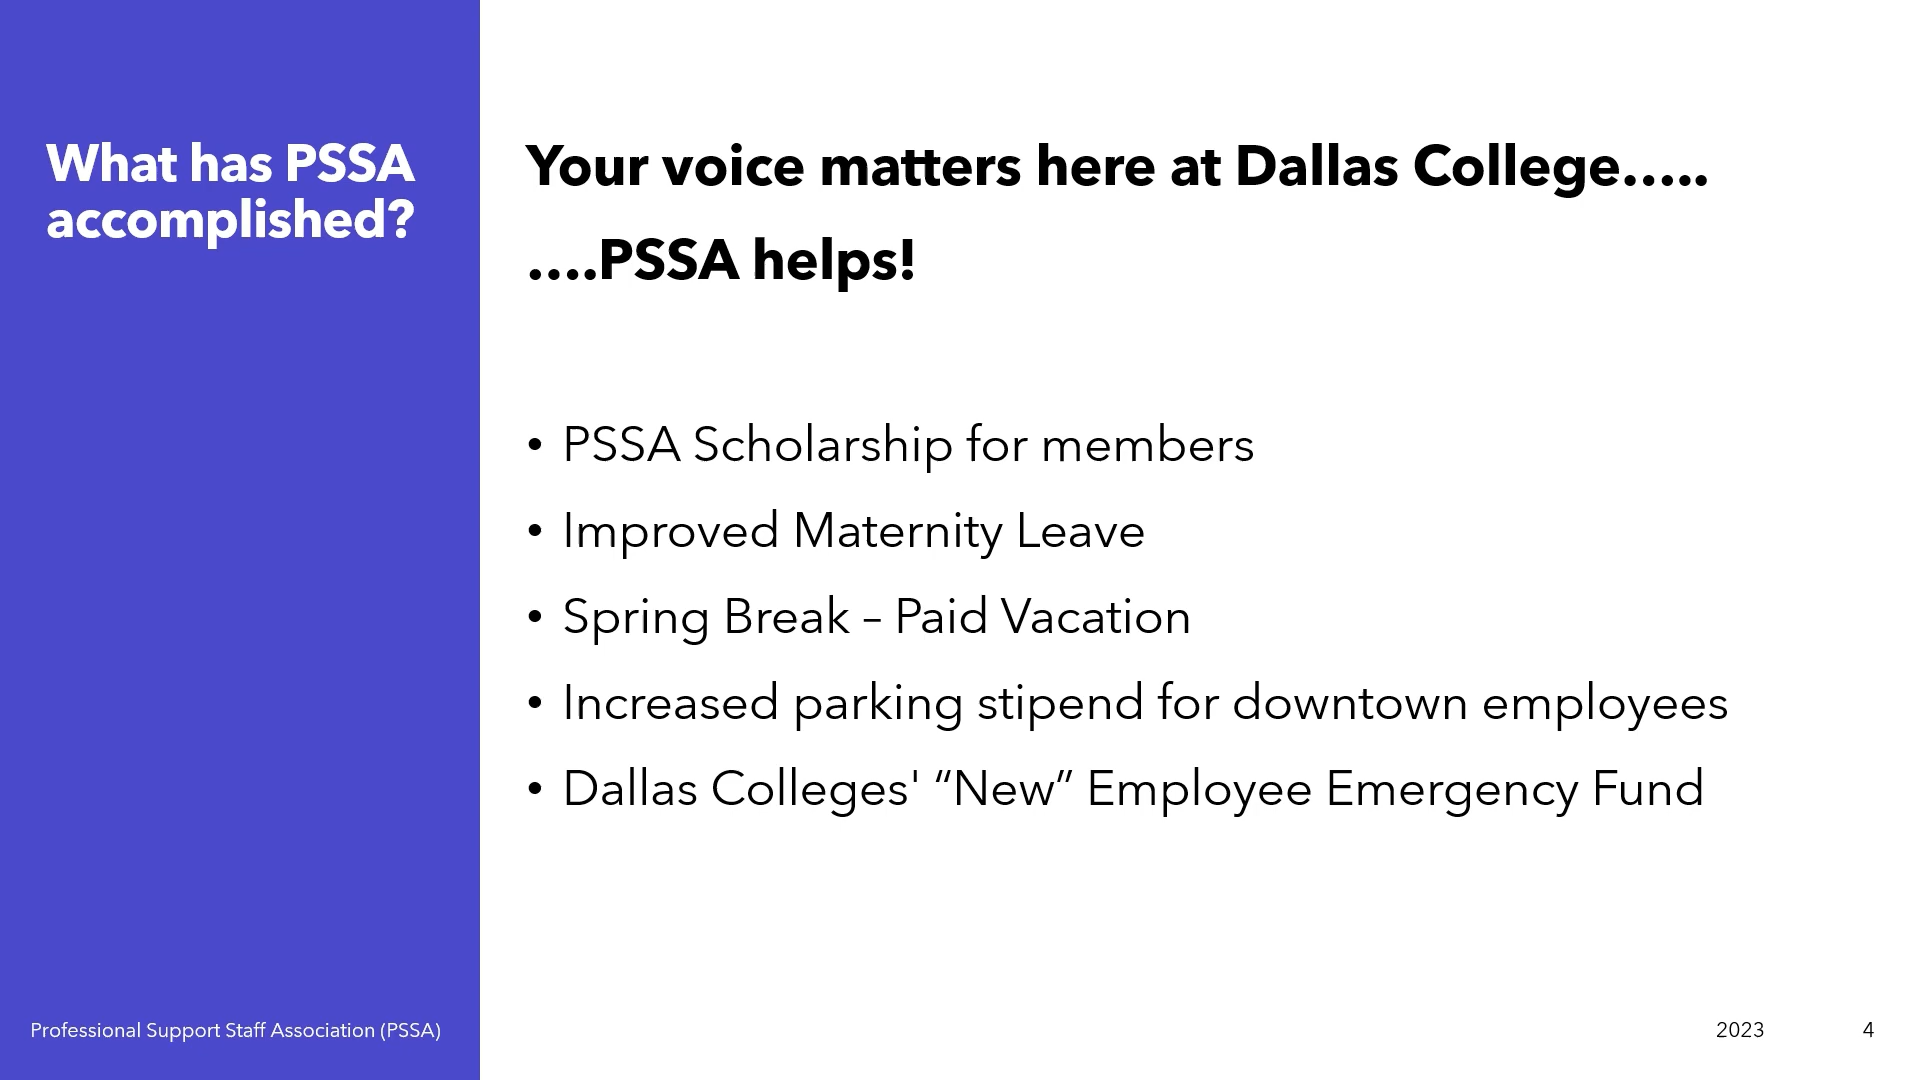 What has PSSA
accomplished?
Your voice matters here at Dallas College…..
….PSSA helps!
• PSSA Scholarship for members
• Improved Maternity Leave
• Spring Break – Paid Vacation
• Increased parking stipend for downtown employees
• Dallas Colleges' “New” Employee Emergency Fund
Professional Support Staff Association (PSSA)
2023
4